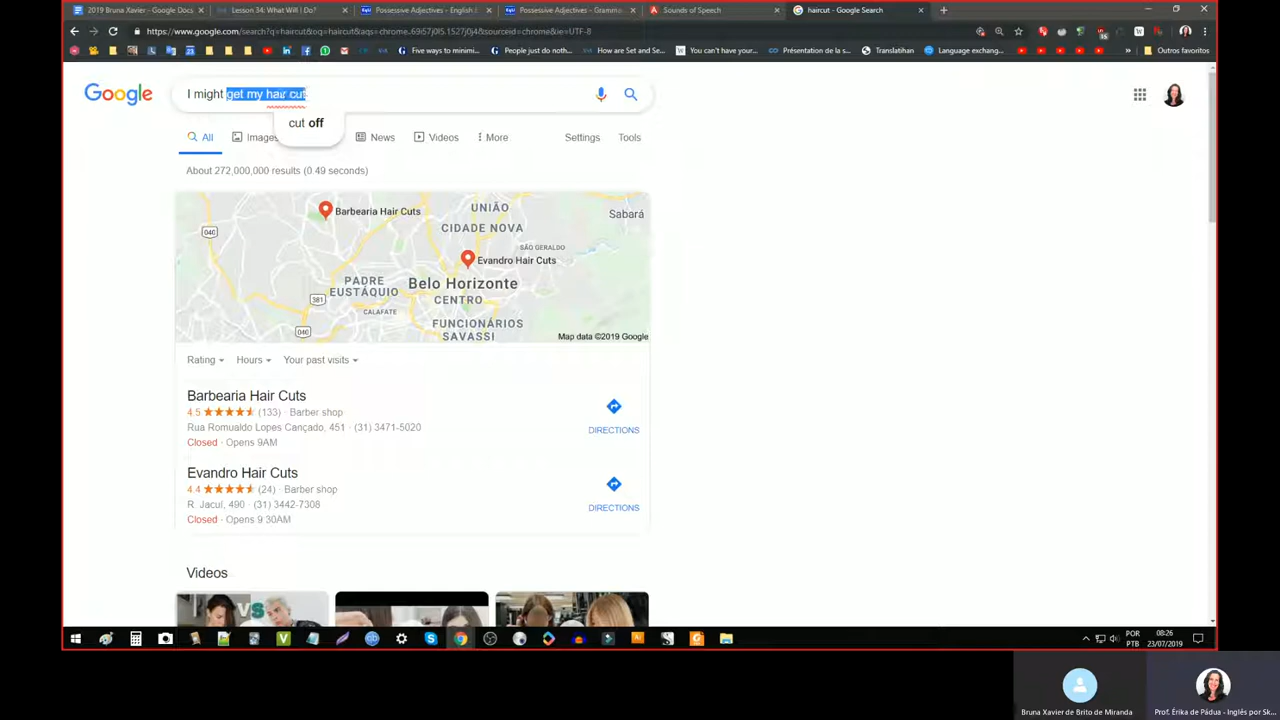 2019 Bruna Xavier - Google Docs
Lesson 34: What Will I Do?
Possessive Adjectives - English
Possessive Adjectives - Gramma
Sounds of Speech
haircut - Google Search
https://www.google.com/search?q=haircut&oq=haircut&aqs=chrome..69i57j0l5.1527j0j4&sourceid=chrome&ie=UTF-8
Five ways to minimi...
People just do noth...
How are Set and Se...
You can't have your...
Présentation de la s...
Translatihan
Language exchang...
Outros favoritos
Google
I might get my hair cut
cut off
All
Images
News
Videos
More
Settings
Tools
About 272,000,000 results (0.49 seconds)
Barbearia Hair Cuts
UNIÃO
CIDADE NOVA
Sabará
040
SÃO GERALDO
Evandro Hair Cuts
PADRE
EUSTÁQUIO
Belo Horizonte
CENTRO
381
CALAFATE
040
FUNCIONÁRIOS
SAVASSI
Map data ©2019 Google
Rating
Hours
Your past visits
Barbearia Hair Cuts
4.5 (133) · Barber shop
Rua Romualdo Lopes Cançado, 451 · (31) 3471-5020
Closed · Opens 9AM
DIRECTIONS
Evandro Hair Cuts
4.4 (24) · Barber shop
R. Jacuí, 490 · (31) 3442-7308
Closed · Opens 9:30AM
DIRECTIONS
Videos
VS
POR
PTB
08:26
23/07/2019
Bruna Xavier de Brito de Miranda
Prof. Érika de Pádua - Inglês por Sk...